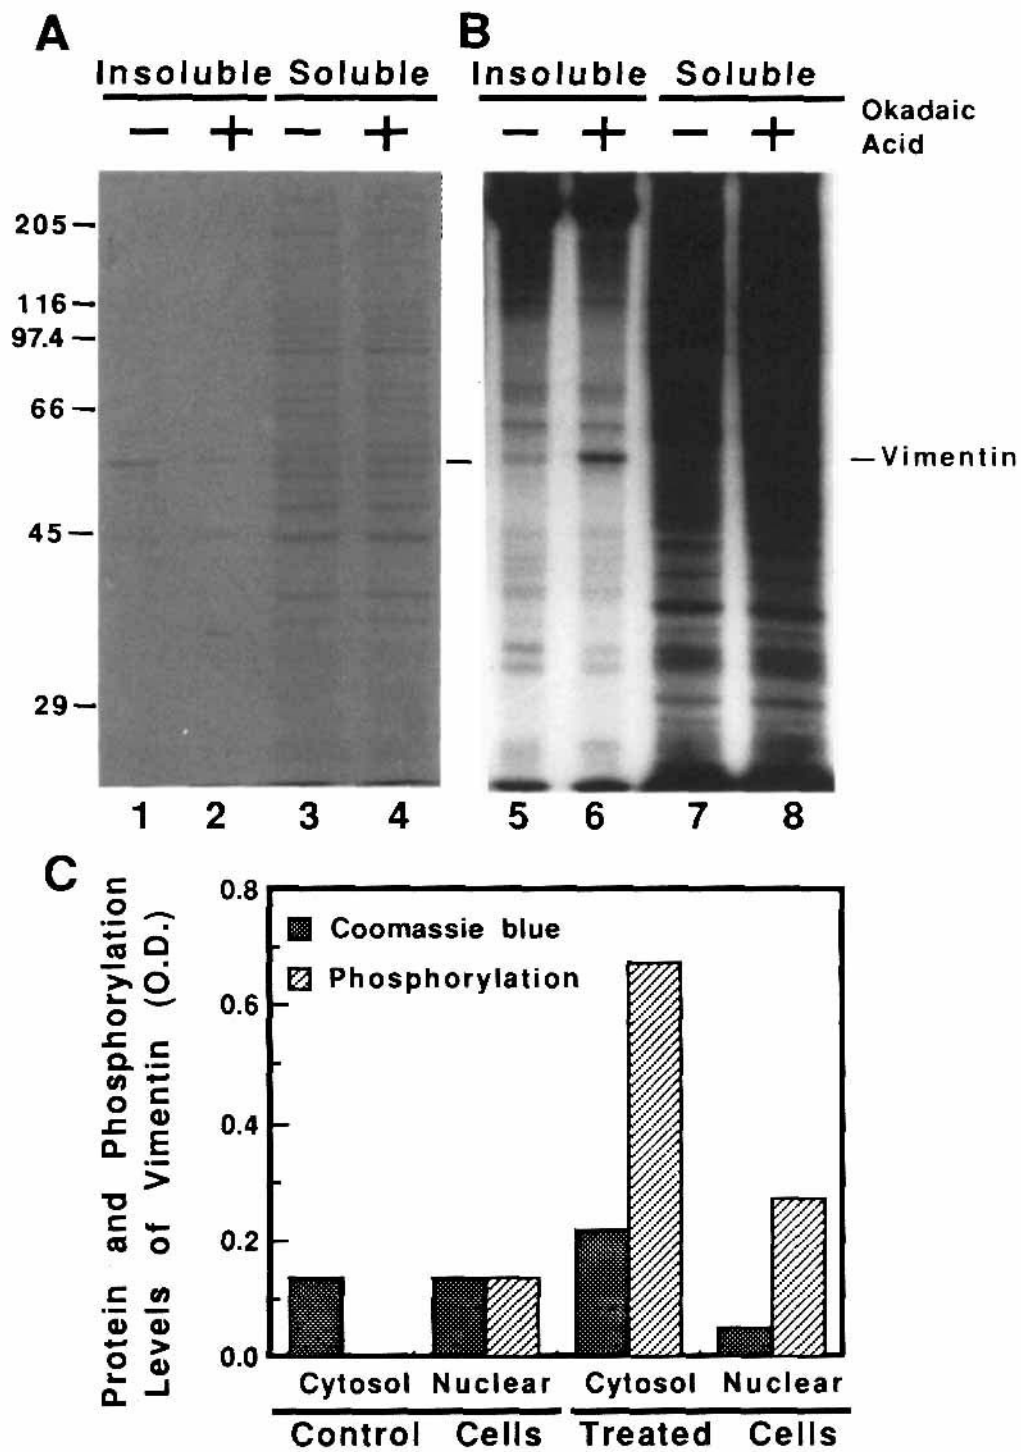 A
B
Insoluble Soluble
Insoluble Soluble
− + − +
− + − +
Okadaic
Acid
205
116
97.4
66
45
29
Vimentin
1 2 3 4
5 6 7 8
C
Protein and Phosphorylation
Levels of Vimentin (O.D.)
0.8
0.6
0.4
0.2
0.0
Coomassie blue
Phosphorylation
Cytosol Nuclear Cytosol Nuclear
Control Cells Treated Cells